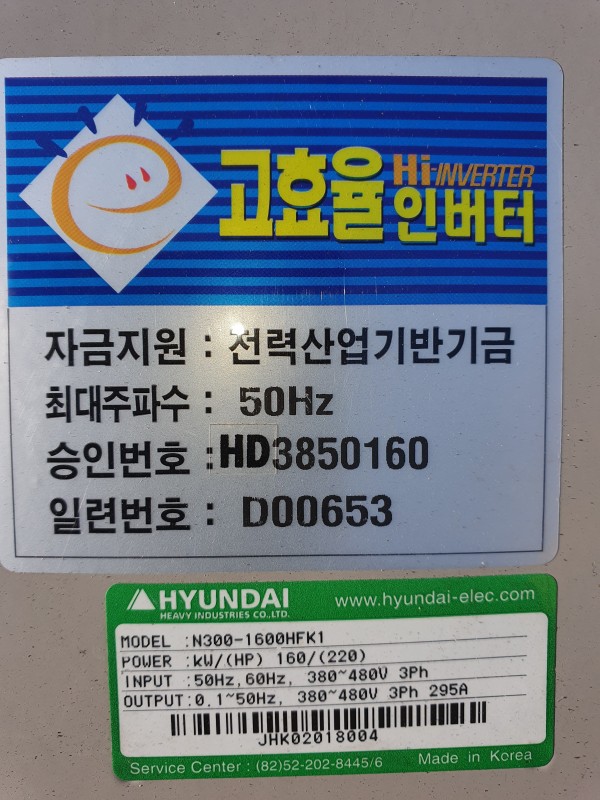 고효율 Hi-INVERTER
인버터
자금지원 : 전력산업기반기금
최대주파수 : 50Hz
승인번호 : HD3850160
일련번호 : D00653
HYUNDAI www.hyundai-elec.com
HEAVY INDUSTRIES CO.,LTD.
MODEL :N300-1600HFK1
POWER :kW/(HP) 160/(220)
INPUT :50Hz,60Hz, 380~480V 3Ph
OUTPUT:0.1~50Hz, 380~480V 3Ph 295A
JHK02018004
Service Center : (82)52-202-8445/6 Made in Korea